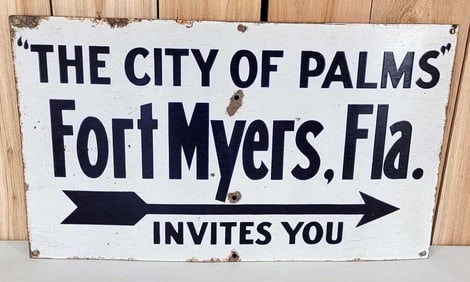 "THE CITY OF PALMS"
Fort Myers, Fla.
INVITES YOU